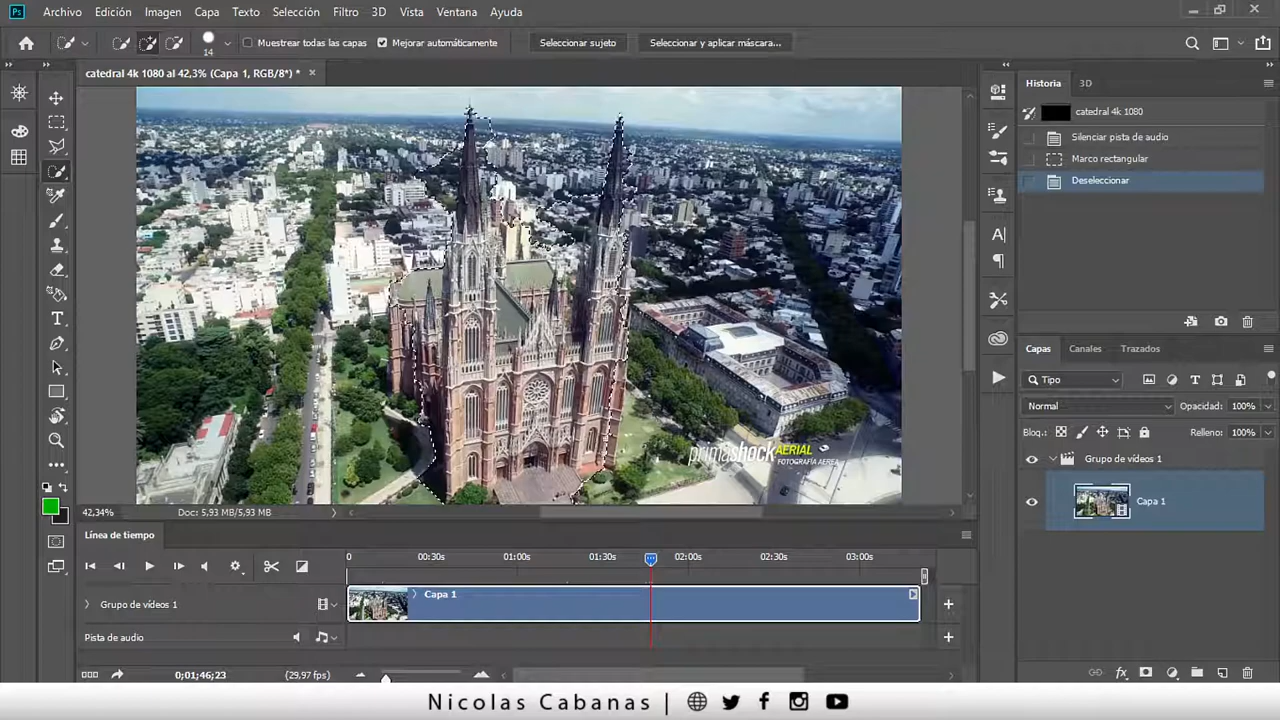 Ps Archivo Edición Imagen Capa Texto Selección Filtro 3D Vista Ventana Ayuda
14 Muestrear todas las capas Mejorar automáticamente Seleccionar sujeto Seleccionar y aplicar máscara...
catedral 4k 1080 al 42,3% (Capa 1, RGB/8*) *
Historia 3D
catedral 4k 1080
Silenciar pista de audio
Marco rectangular
Deseleccionar
primashockAERIAL
FOTOGRAFÍA AEREA
Capas Canales Trazados
Tipo
Normal Opacidad: 100%
Bloq.: Relleno: 100%
Grupo de vídeos 1
Capa 1
42,34% Doc: 5,93 MB/5,93 MB
Línea de tiempo
0 00:30s 01:00s 01:30s 02:00s 02:30s 03:00s
Grupo de vídeos 1 Capa 1
Pista de audio
0;01;46;23 (29,97 fps)
Nicolas Cabanas |